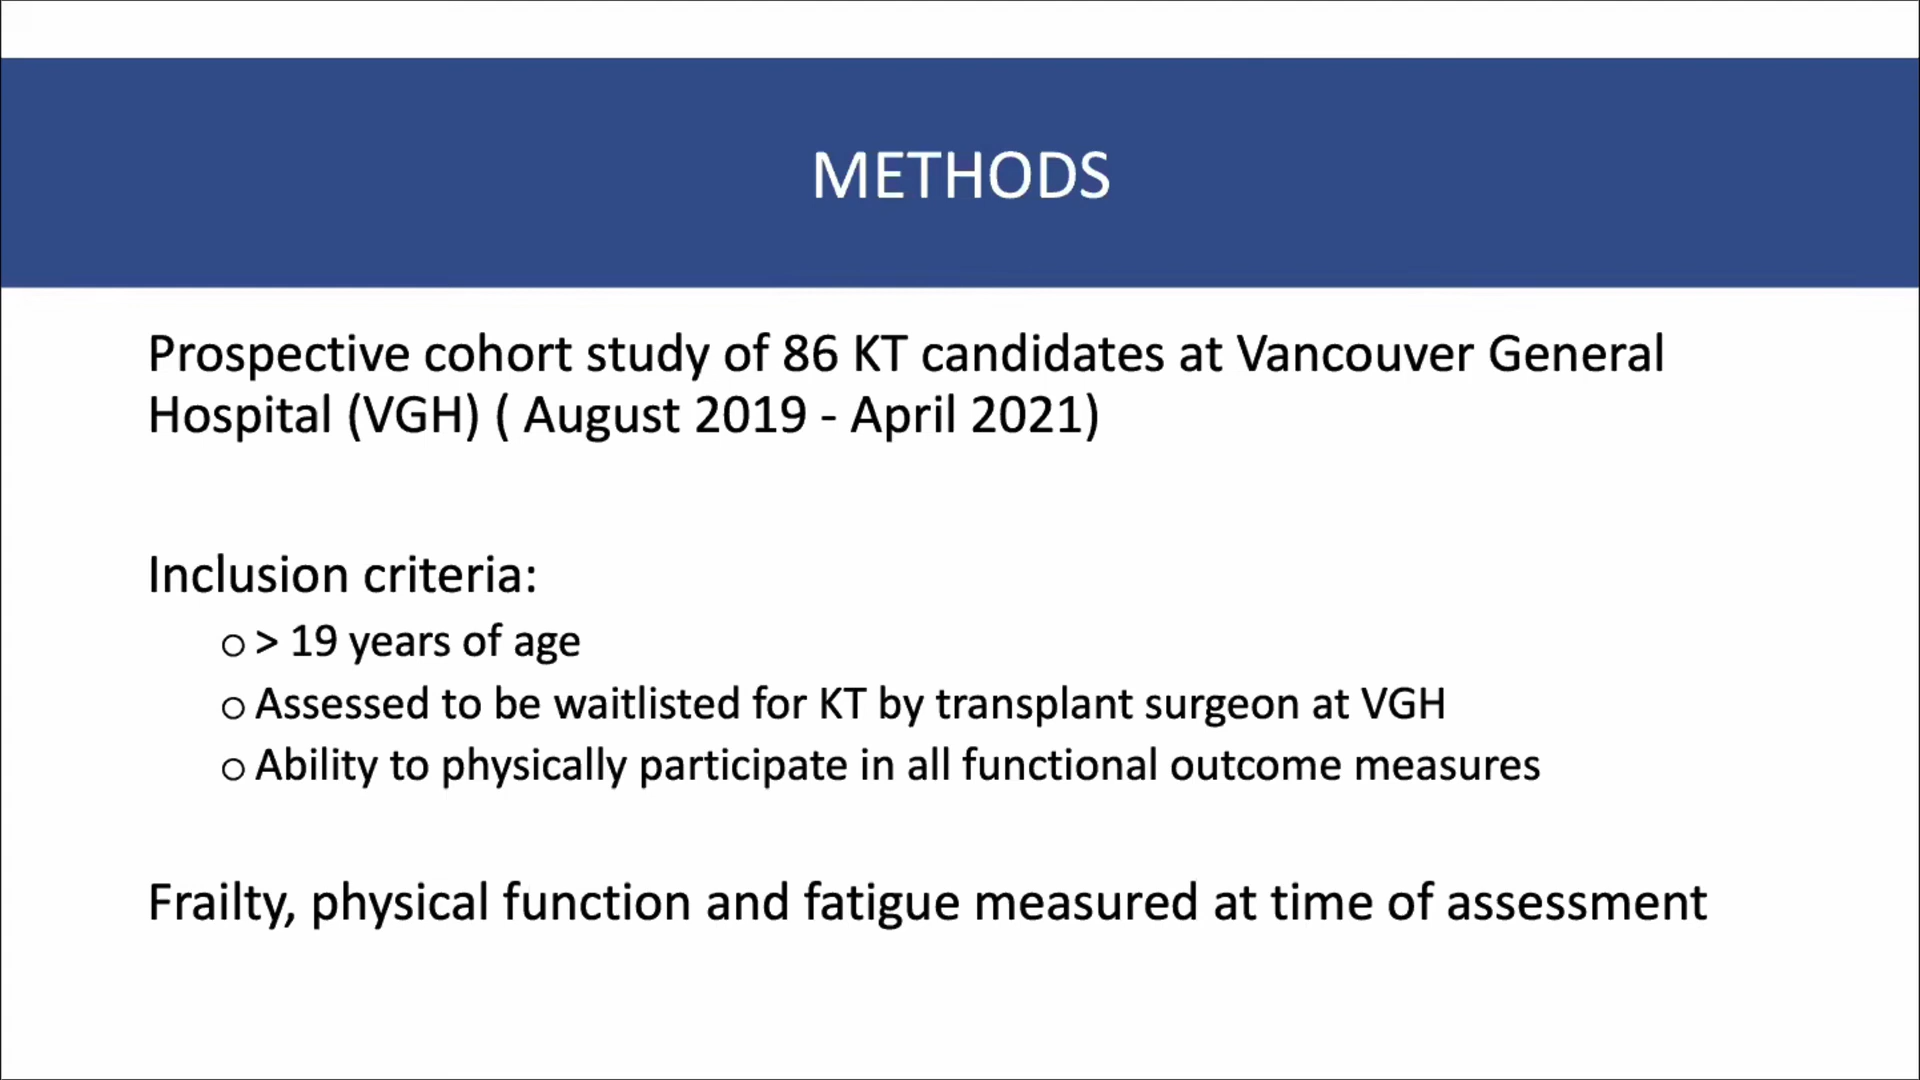 METHODS
Prospective cohort study of 86 KT candidates at Vancouver General
Hospital (VGH) ( August 2019 - April 2021)
Inclusion criteria:
○ > 19 years of age
○ Assessed to be waitlisted for KT by transplant surgeon at VGH
○ Ability to physically participate in all functional outcome measures
Frailty, physical function and fatigue measured at time of assessment